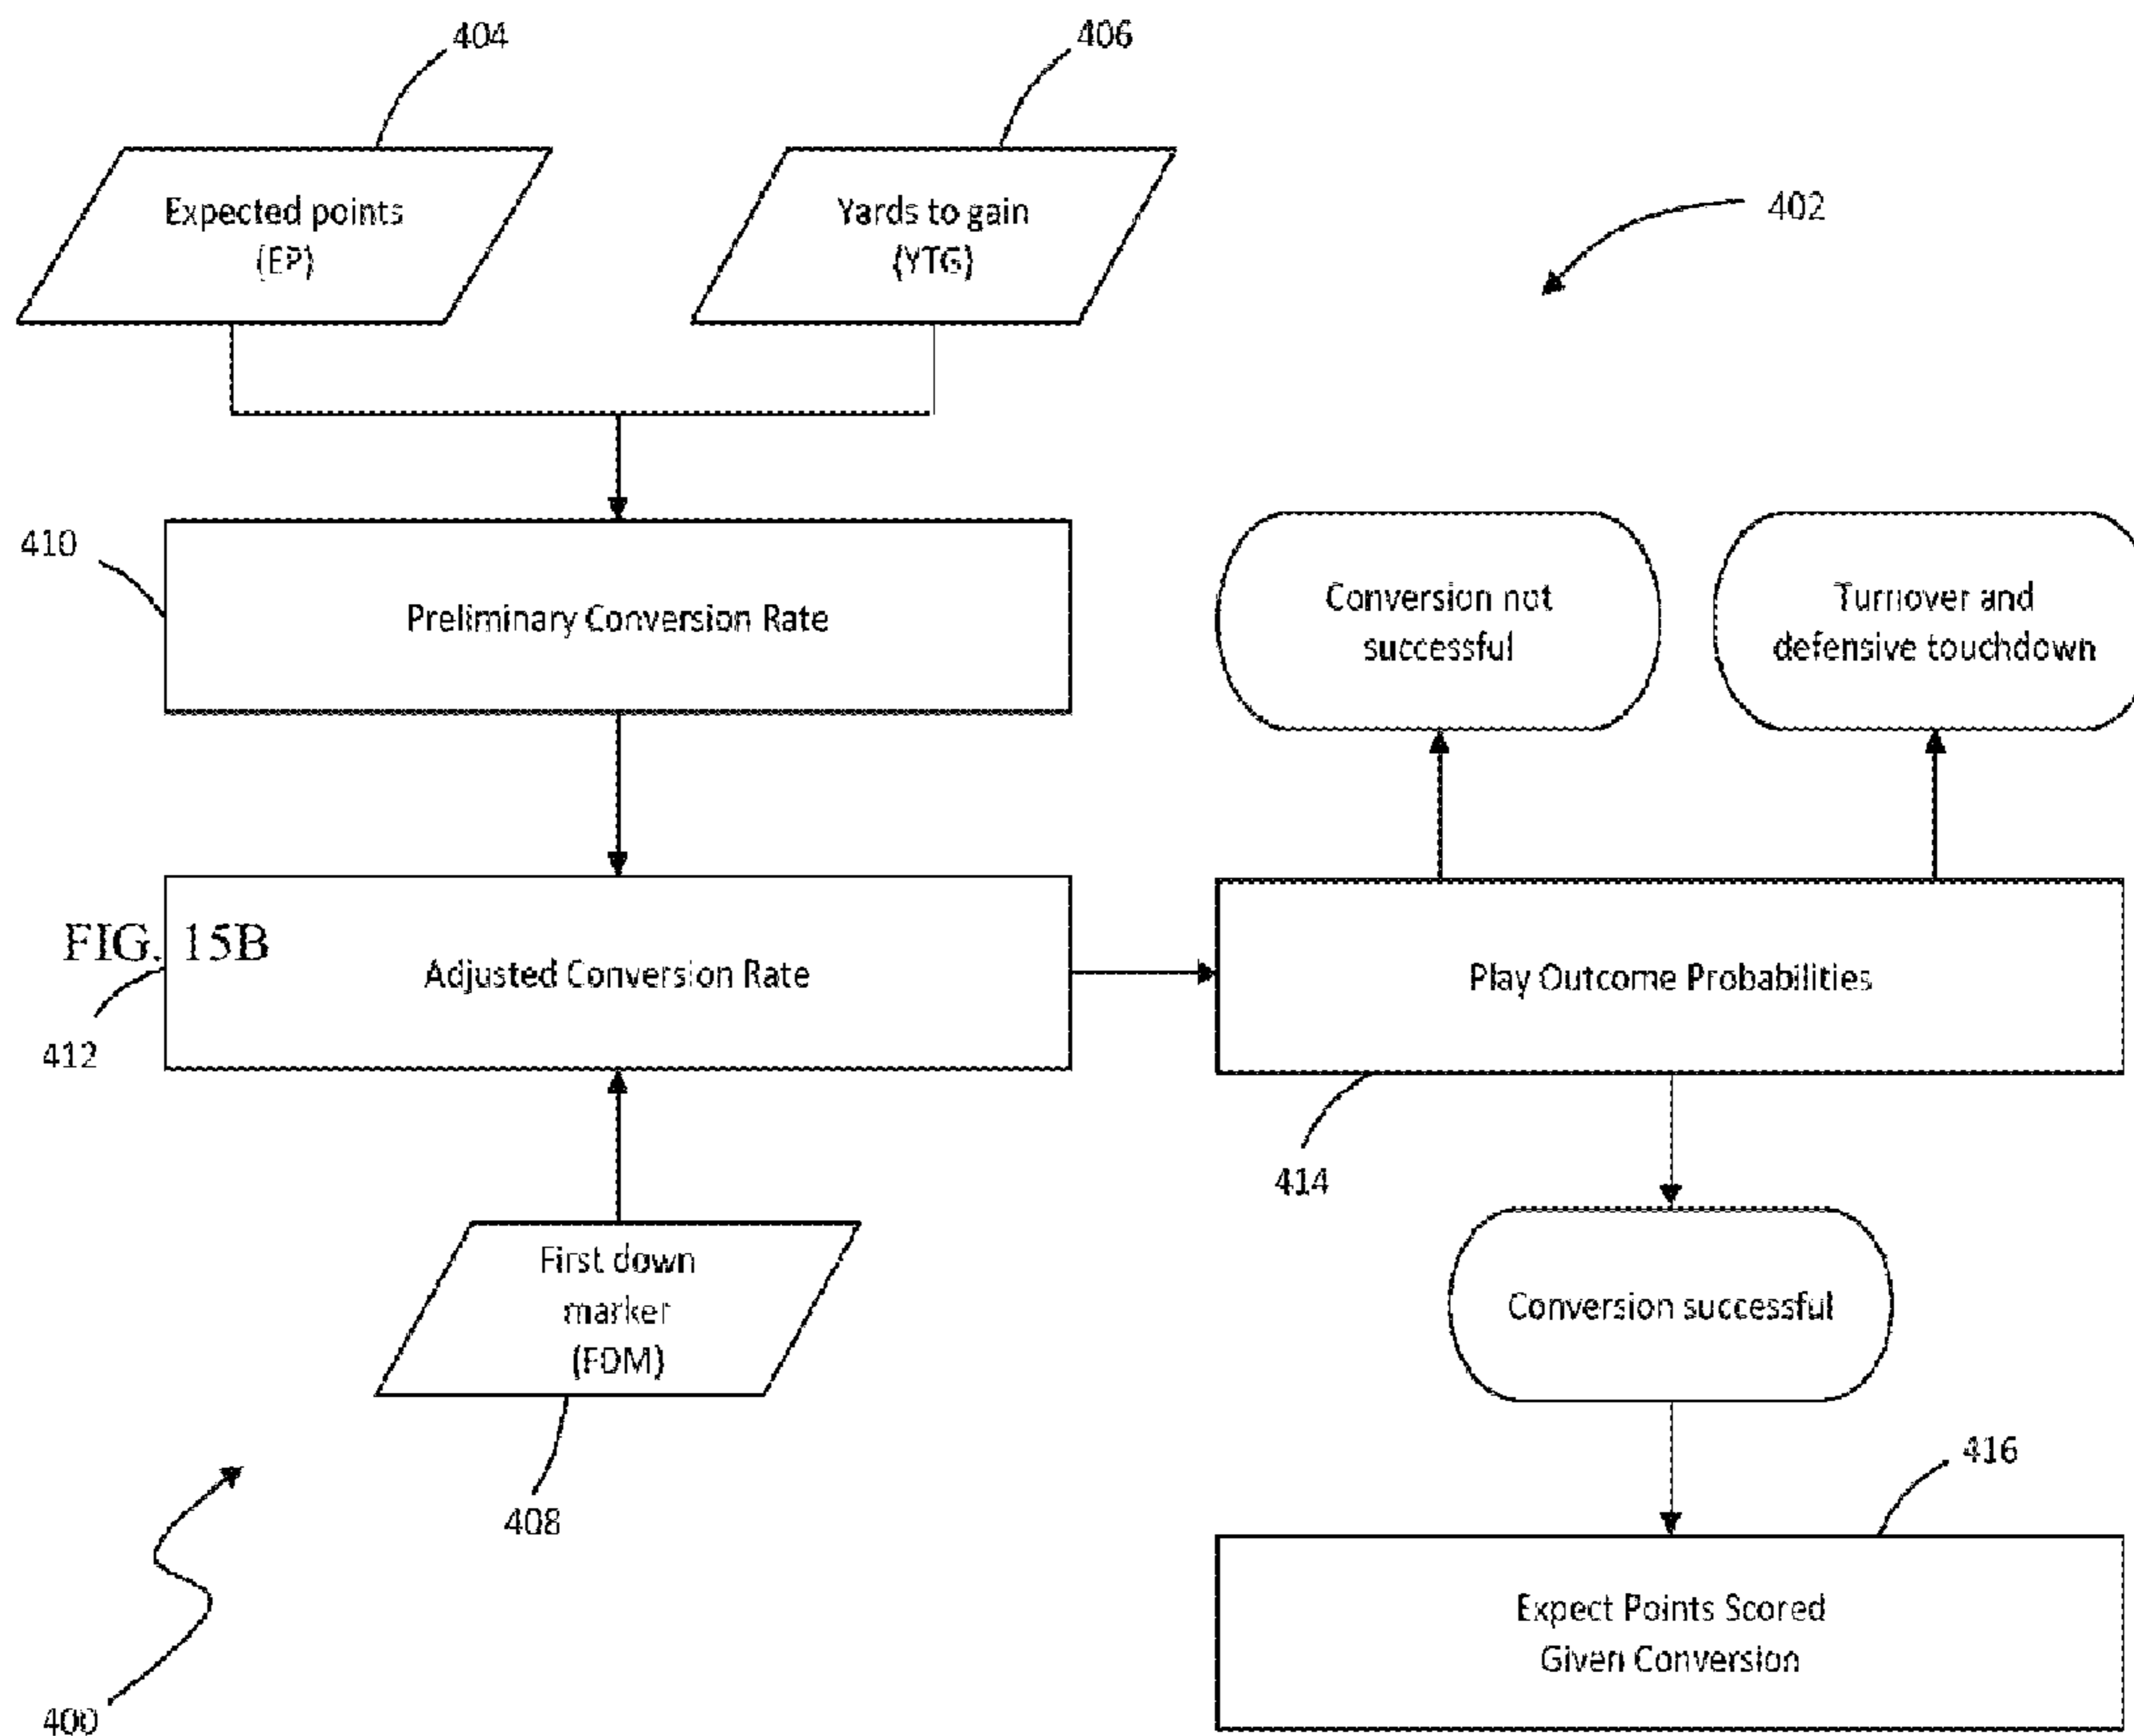 404
406
402
Expected points
(EP)
Yards to gain
(YTG)
410
Preliminary Conversion Rate
Conversion not
successful
Turnover and
defensive touchdown
FIG. 15B
412
Adjusted Conversion Rate
Play Outcome Probabilities
414
First down
marker
(FDM)
408
Conversion successful
416
Expect Points Scored
Given Conversion
400